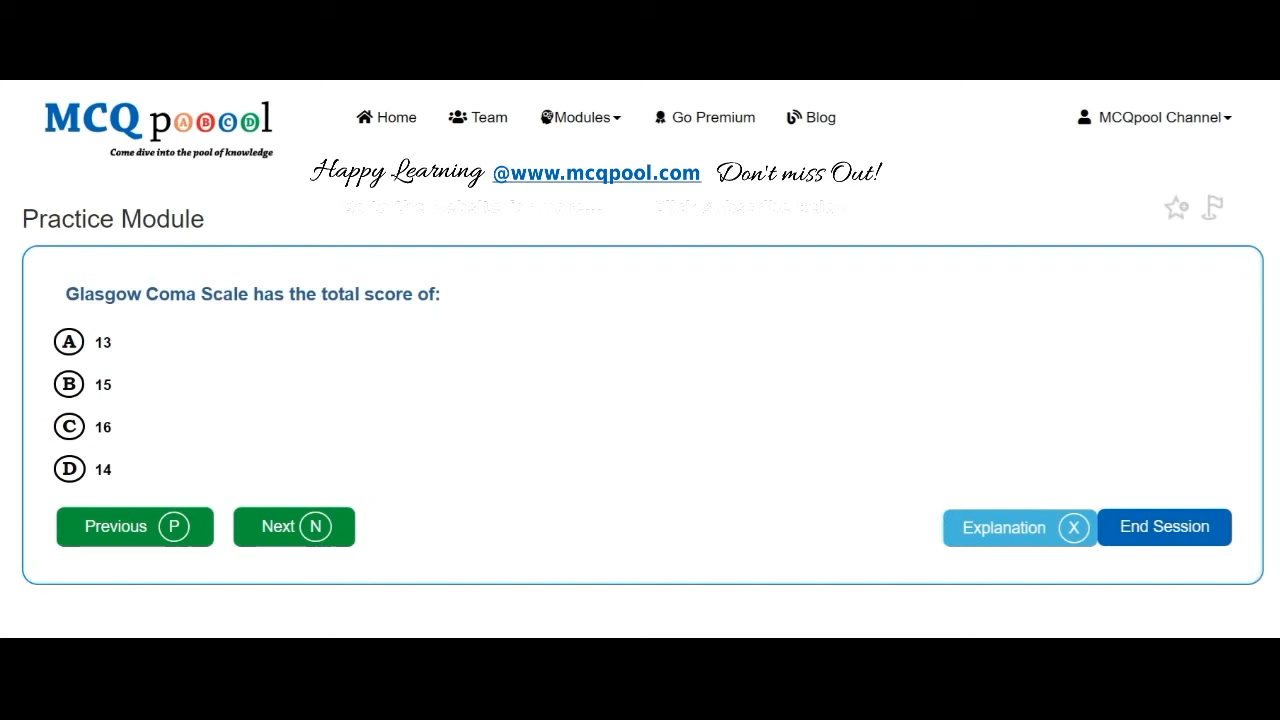 MCQ pooool
Come dive into the pool of knowledge
Home Team Modules Go Premium Blog MCQpool Channel
Happy Learning @www.mcqpool.com Don't miss Out!
Practice Module
Glasgow Coma Scale has the total score of:
A 13
B 15
C 16
D 14
Previous P Next N Explanation X End Session